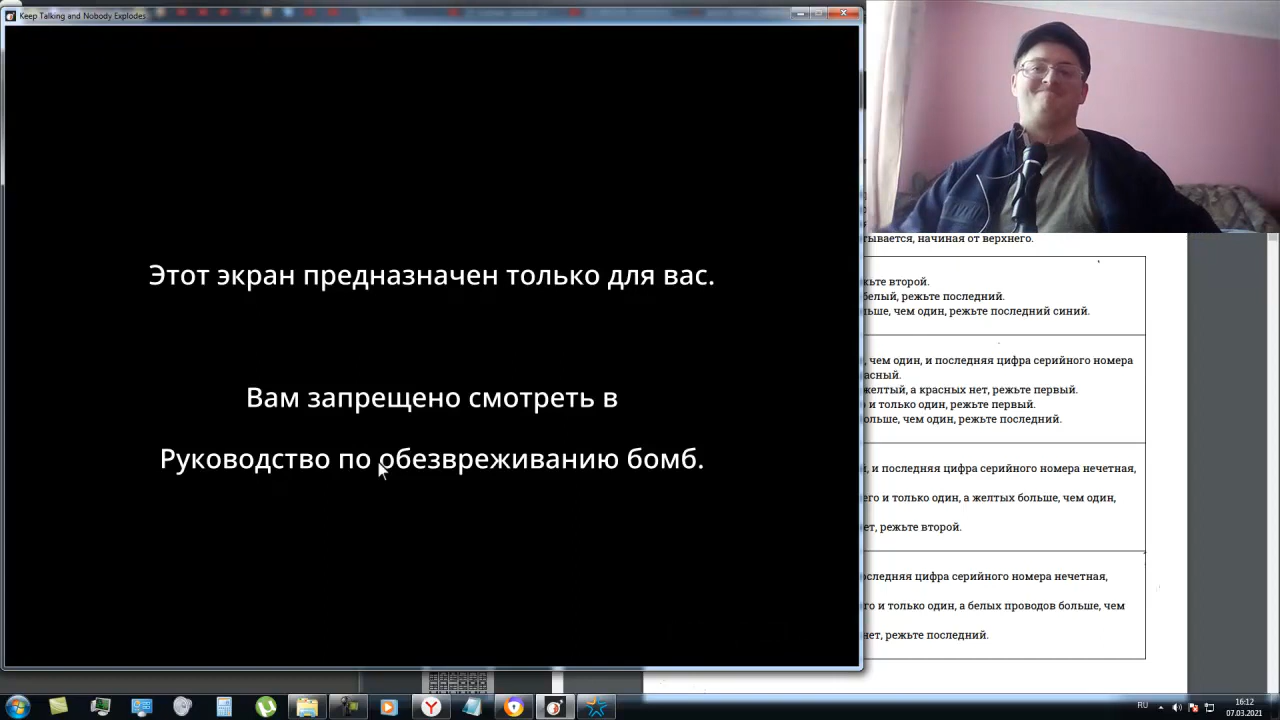 Keep Talking and Nobody Explodes
Этот экран предназначен только для вас.
Вам запрещено смотреть в
Руководство по обезвреживанию бомб.
тывается, начиная от верхнего.
жьте второй.
белый, режьте последний.
льше, чем один, режьте последний синий.
, чем один, и последняя цифра серийного номера
асный.
желтый, а красных нет, режьте первый.
о и только один, режьте первый.
ольше, чем один, режьте последний.
й, и последняя цифра серийного номера нечетная,
его и только один, а желтых больше, чем один,
ет, режьте второй.
оследняя цифра серийного номера нечетная,
го и только один, а белых проводов больше, чем
нет, режьте последний.
RU
16:12
07.03.2021